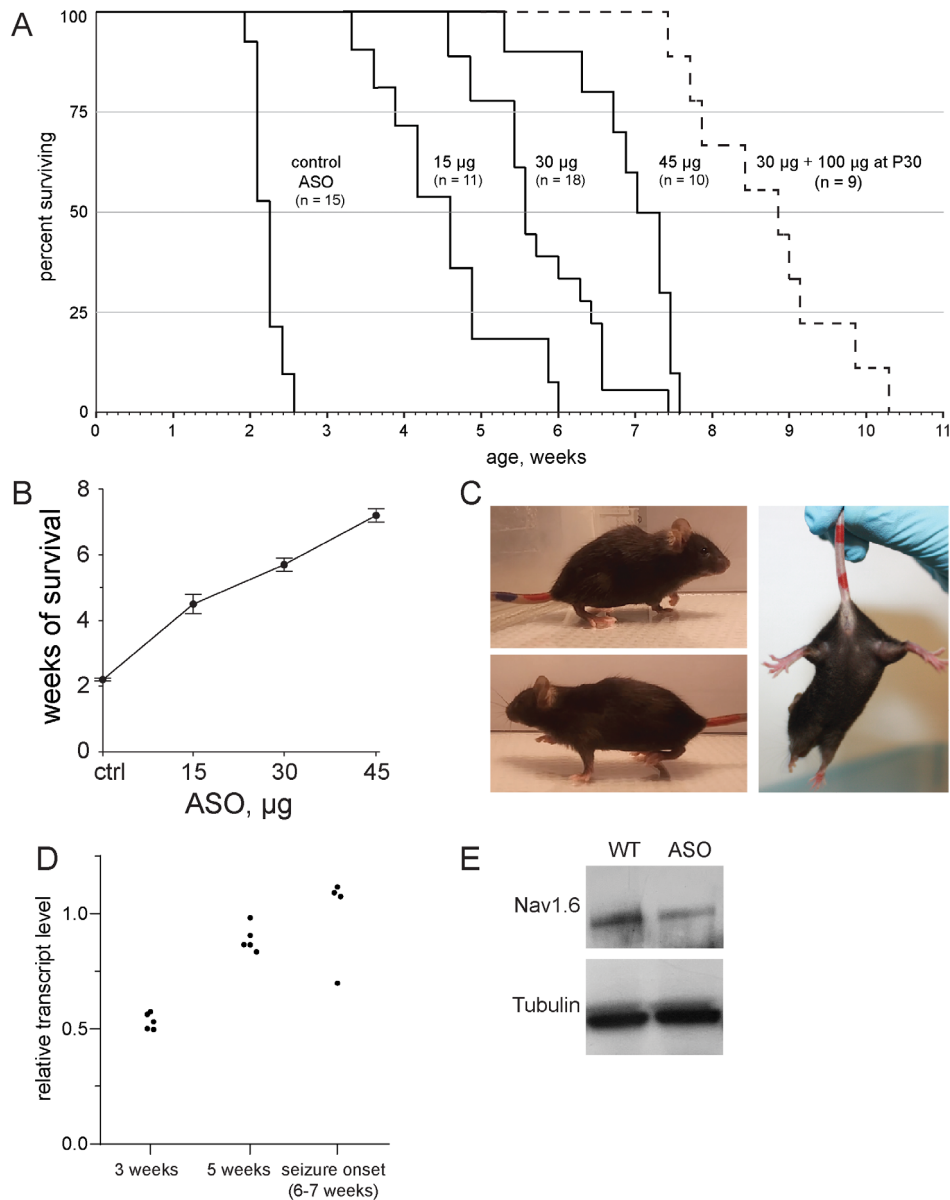 A
100
75
50
25
0
percent surviving
control
ASO
(n = 15)
15 µg
(n = 11)
30 µg
(n = 18)
45 µg
(n = 10)
30 µg + 100 µg at P30
(n = 9)
0 1 2 3 4 5 6 7 8 9 10 11
age, weeks
B
8
6
4
2
0
weeks of survival
ctrl 15 30 45
ASO, µg
C
D
1.0
0.5
0.0
relative transcript level
3 weeks 5 weeks seizure onset
(6-7 weeks)
E
WT ASO
Nav1.6
Tubulin